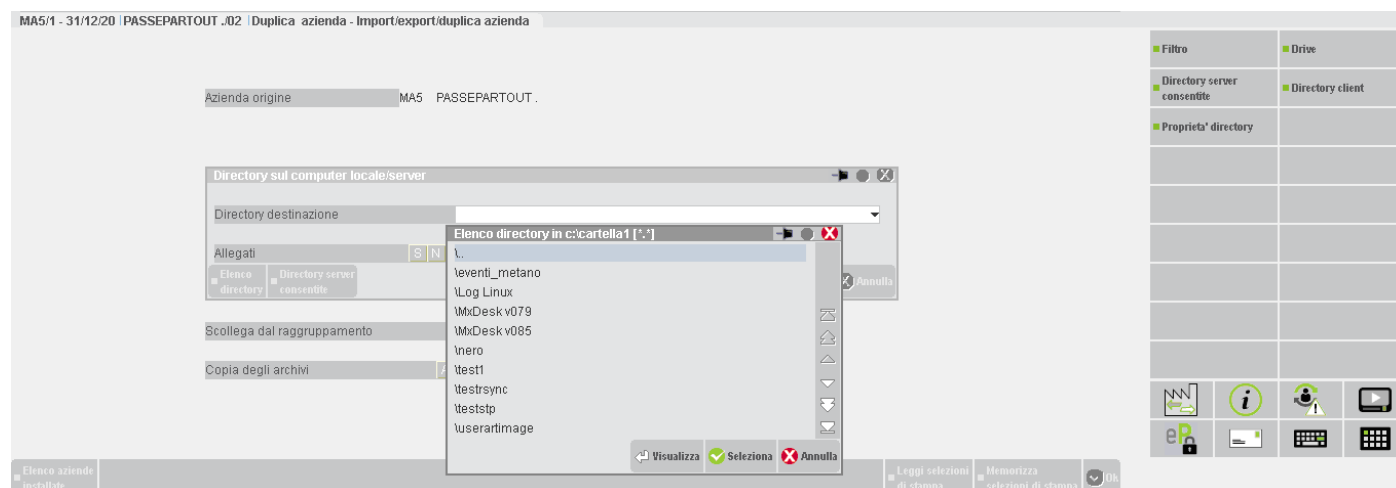 MA5/1 - 31/12/20 |PASSEPARTOUT ./02 |Duplica azienda - Import/export/duplica azienda
Filtro
Drive
Directory server
consentite
Directory client
Proprieta' directory
Azienda origine MA5 PASSEPARTOUT .
Directory sul computer locale/server
Directory destinazione
Allegati S N
Elenco
directory
Directory server
consentite
Annulla
Elenco directory in c:\cartella1 [*.*]
\..
\eventi_metano
\Log Linux
\MxDesk v079
\MxDesk v085
\nero
\test1
\testrsync
\teststp
\userartimage
Visualizza Seleziona Annulla
Scollega dal raggruppamento
Copia degli archivi
eP
Elenco aziende
installate
Leggi selezioni
di stampa
Memorizza
selezioni di stampa
Ok